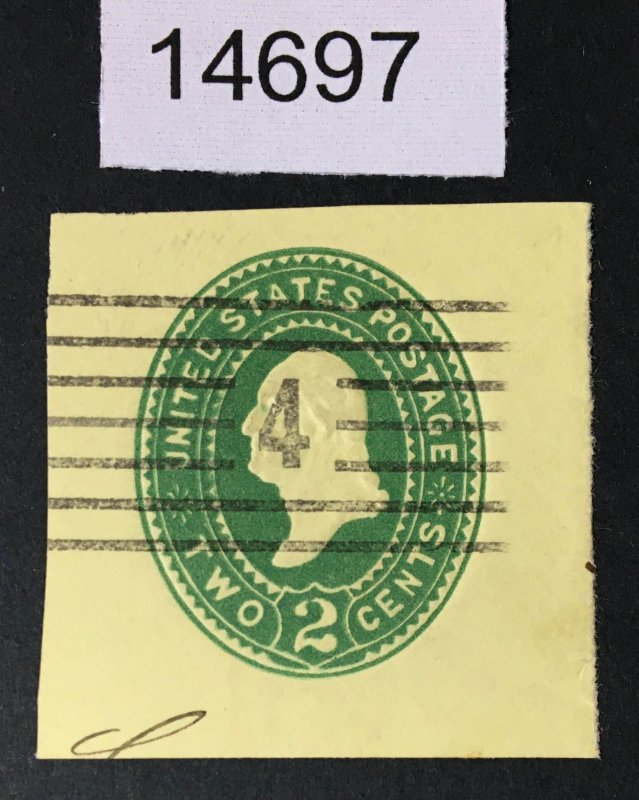 14697
UNITED STATES POSTAGE
4
TWO 2 CENTS